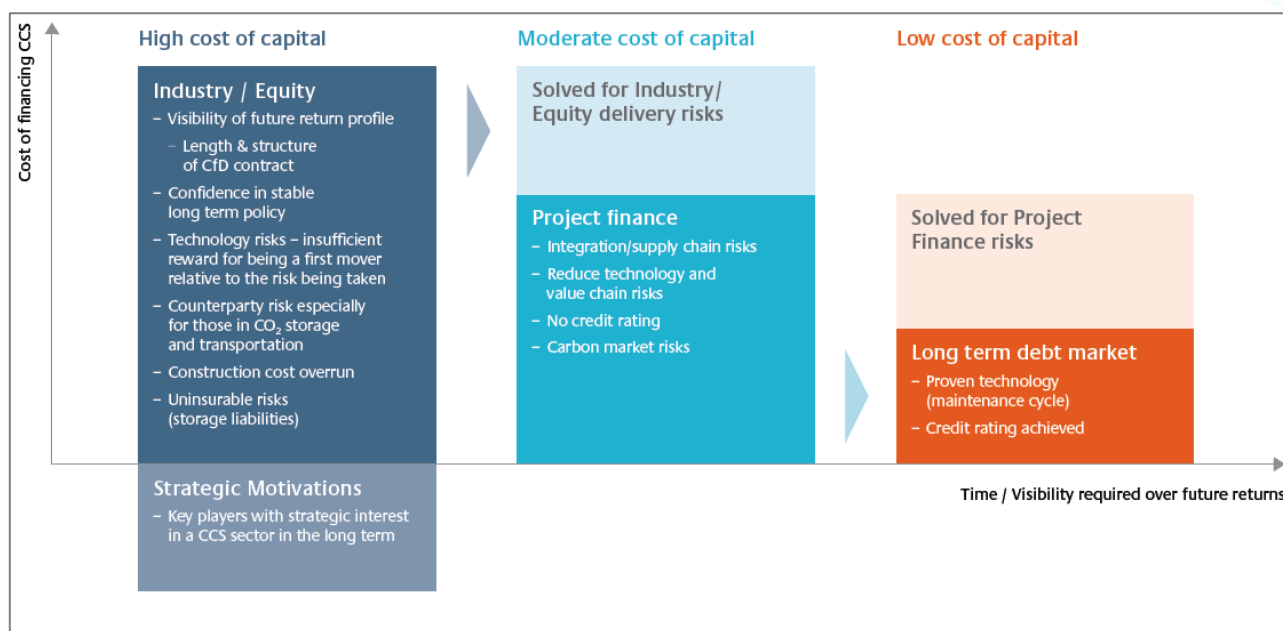 Cost of financing CCS
High cost of capital
Industry / Equity
– Visibility of future return profile
– Length & structure
of CfD contract
– Confidence in stable
long term policy
– Technology risks – insufficient
reward for being a first mover
relative to the risk being taken
– Counterparty risk especially
for those in CO₂ storage
and transportation
– Construction cost overrun
– Uninsurable risks
(storage liabilities)
Strategic Motivations
– Key players with strategic interest
in a CCS sector in the long term
Moderate cost of capital
Solved for Industry/
Equity delivery risks
Project finance
– Integration/supply chain risks
– Reduce technology and
value chain risks
– No credit rating
– Carbon market risks
Low cost of capital
Solved for Project
Finance risks
Long term debt market
– Proven technology
(maintenance cycle)
– Credit rating achieved
Time / Visibility required over future returns